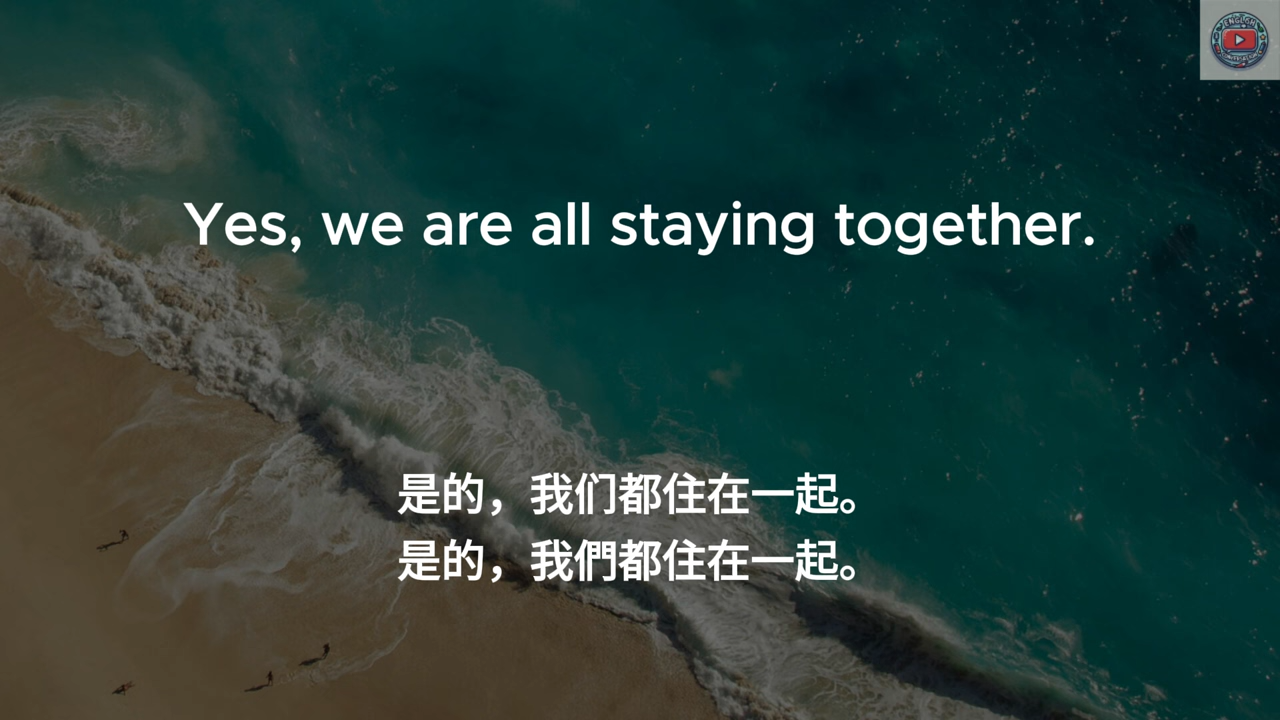 Yes, we are all staying together.
是的，我们都住在一起。
是的，我們都住在一起。